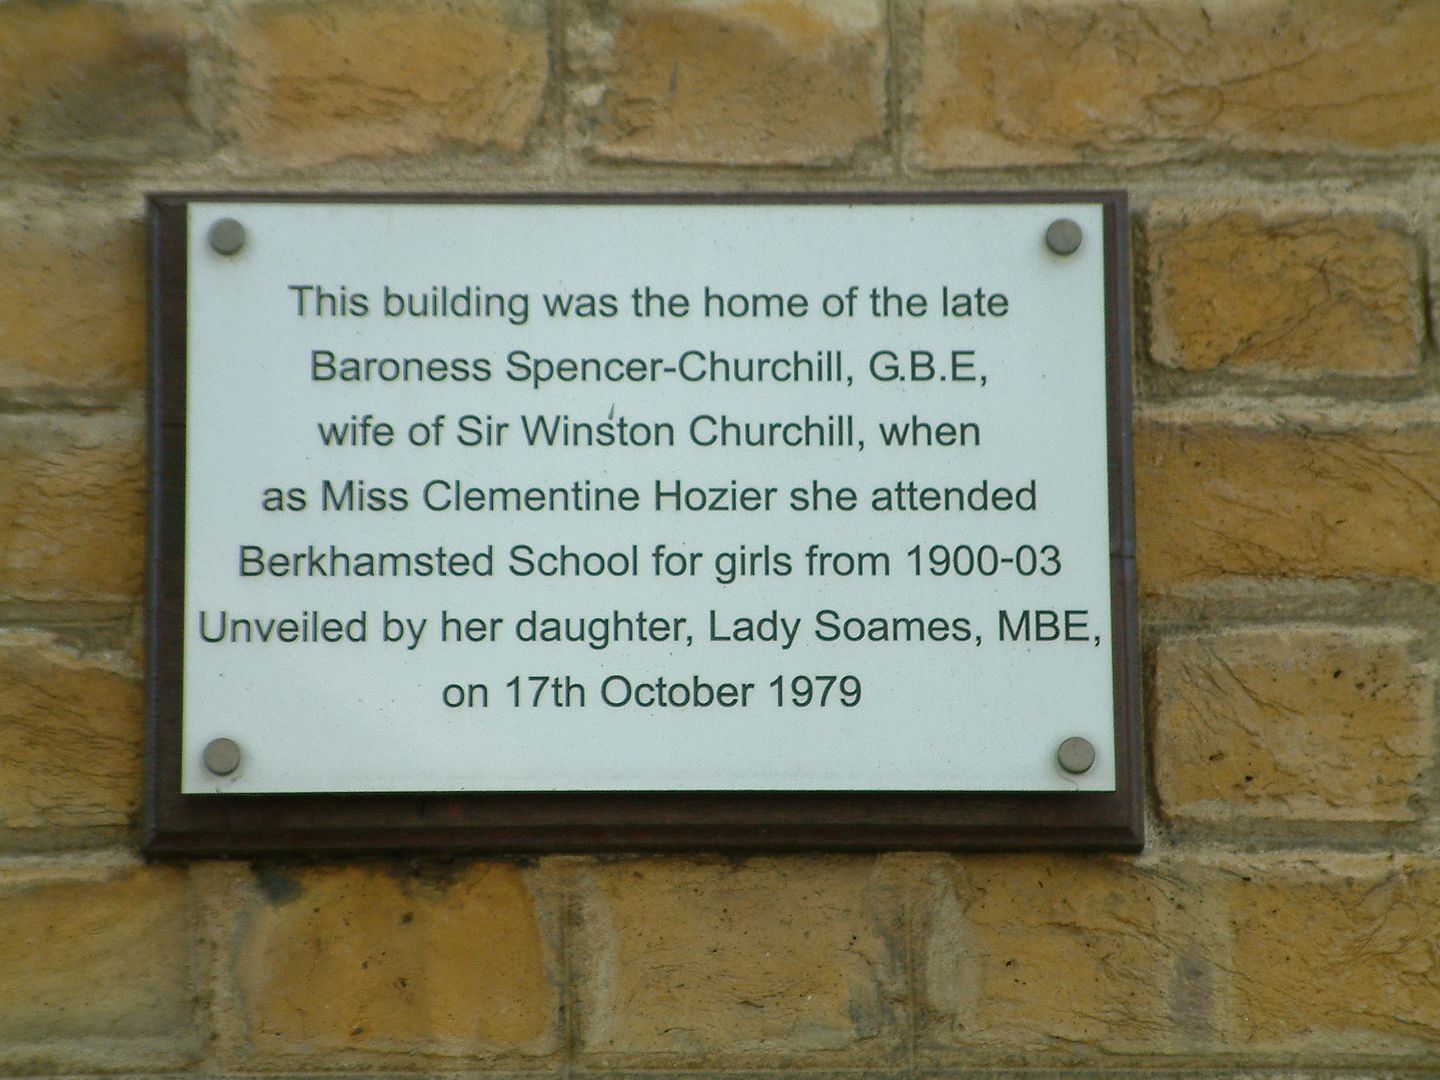 This building was the home of the late
Baroness Spencer-Churchill, G.B.E,
wife of Sir Winston Churchill, when
as Miss Clementine Hozier she attended
Berkhamsted School for girls from 1900-03
Unveiled by her daughter, Lady Soames, MBE,
on 17th October 1979